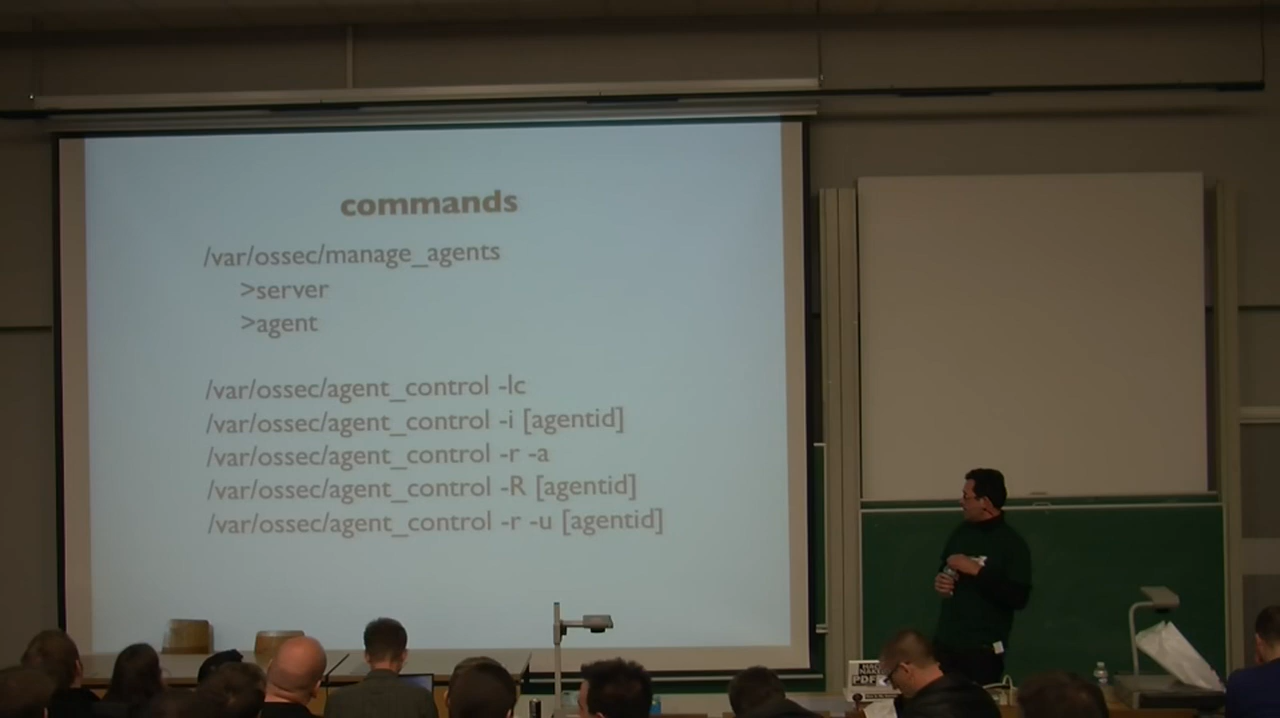 commands
/var/ossec/manage_agents
>server
>agent
/var/ossec/agent_control -lc
/var/ossec/agent_control -i [agentid]
/var/ossec/agent_control -r -a
/var/ossec/agent_control -R [agentid]
/var/ossec/agent_control -r -u [agentid]
PDF